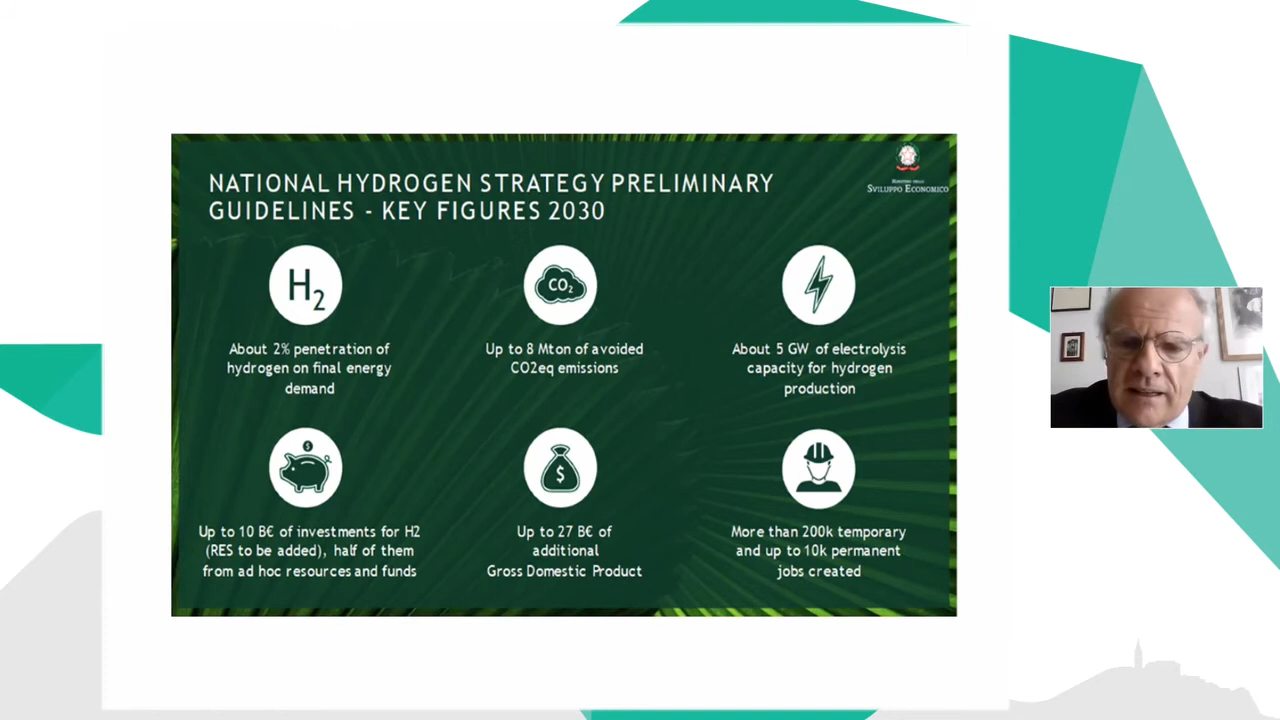 NATIONAL HYDROGEN STRATEGY PRELIMINARY
GUIDELINES - KEY FIGURES 2030
MINISTERO DELLO
SVILUPPO ECONOMICO
H2
CO2
About 2% penetration of
hydrogen on final energy
demand
Up to 8 Mton of avoided
CO2eq emissions
About 5 GW of electrolysis
capacity for hydrogen
production
$
$
Up to 10 B€ of investments for H2
(RES to be added), half of them
from ad hoc resources and funds
Up to 27 B€ of
additional
Gross Domestic Product
More than 200k temporary
and up to 10k permanent
jobs created